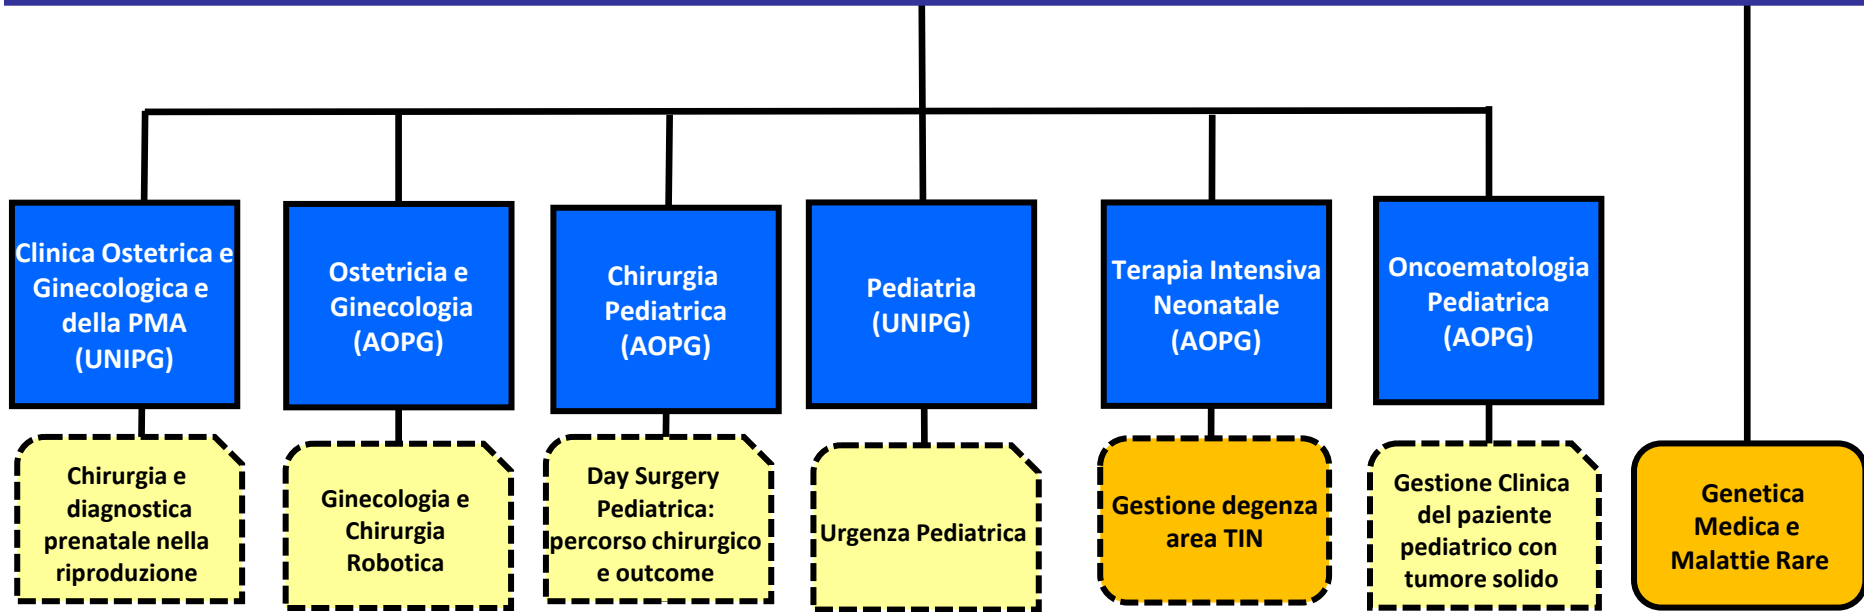 Clinica Ostetrica e
Ginecologica e
della PMA
(UNIPG)
Ostetricia e
Ginecologia
(AOPG)
Chirurgia
Pediatrica
(AOPG)
Pediatria
(UNIPG)
Terapia Intensiva
Neonatale
(AOPG)
Oncoematologia
Pediatrica
(AOPG)
Chirurgia e
diagnostica
prenatale nella
riproduzione
Ginecologia e
Chirurgia
Robotica
Day Surgery
Pediatrica:
percorso chirurgico
e outcome
Urgenza Pediatrica
Gestione degenza
area TIN
Gestione Clinica
del paziente
pediatrico con
tumore solido
Genetica
Medica e
Malattie Rare